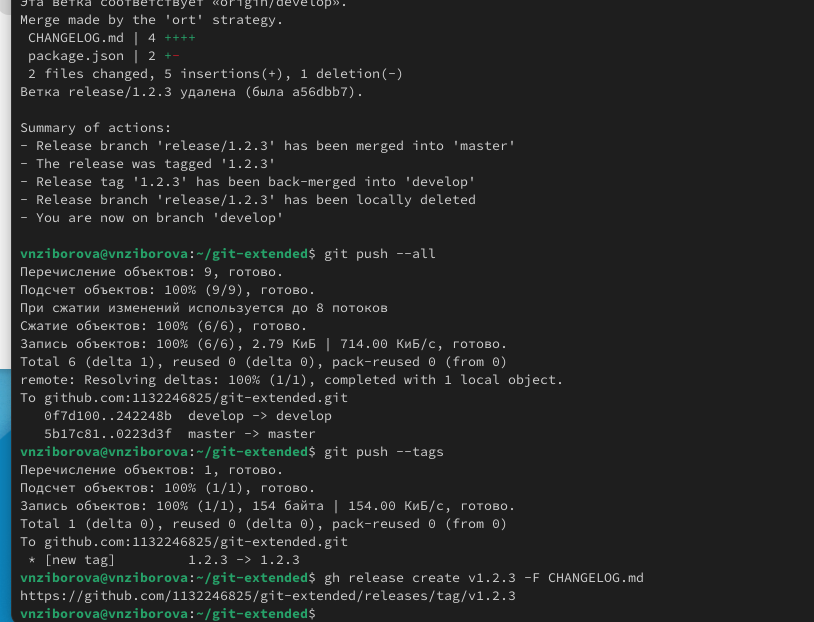 Эта ветка соответствует «origin/develop».
Merge made by the 'ort' strategy.
 CHANGELOG.md | 4 ++++
 package.json | 2 +-
 2 files changed, 5 insertions(+), 1 deletion(-)
Ветка release/1.2.3 удалена (была a56dbb7).

Summary of actions:
- Release branch 'release/1.2.3' has been merged into 'master'
- The release was tagged '1.2.3'
- Release tag '1.2.3' has been back-merged into 'develop'
- Release branch 'release/1.2.3' has been locally deleted
- You are now on branch 'develop'

vnziborova@vnziborova:~/git-extended$ git push --all
Перечисление объектов: 9, готово.
Подсчет объектов: 100% (9/9), готово.
При сжатии изменений используется до 8 потоков
Сжатие объектов: 100% (6/6), готово.
Запись объектов: 100% (6/6), 2.79 КиБ | 714.00 КиБ/с, готово.
Total 6 (delta 1), reused 0 (delta 0), pack-reused 0 (from 0)
remote: Resolving deltas: 100% (1/1), completed with 1 local object.
To github.com:1132246825/git-extended.git
   0f7d100..242248b  develop -> develop
   5b17c81..0223d3f  master -> master
vnziborova@vnziborova:~/git-extended$ git push --tags
Перечисление объектов: 1, готово.
Подсчет объектов: 100% (1/1), готово.
Запись объектов: 100% (1/1), 154 байта | 154.00 КиБ/с, готово.
Total 1 (delta 0), reused 0 (delta 0), pack-reused 0 (from 0)
To github.com:1132246825/git-extended.git
 * [new tag]         1.2.3 -> 1.2.3
vnziborova@vnziborova:~/git-extended$ gh release create v1.2.3 -F CHANGELOG.md
https://github.com/1132246825/git-extended/releases/tag/v1.2.3
vnziborova@vnziborova:~/git-extended$